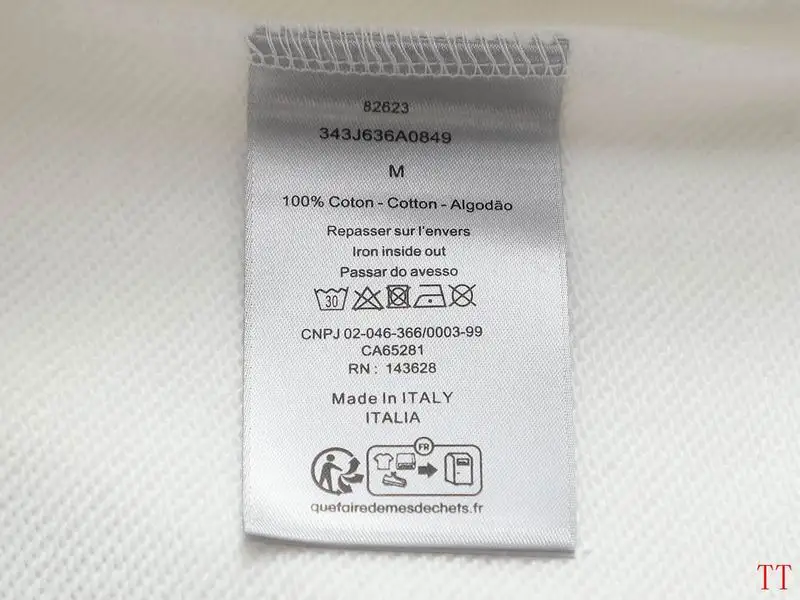 82623
343J636A0849
M
100% Coton - Cotton - Algodão
Repasser sur l'envers
Iron inside out
Passar do avesso
30
CNPJ 02-046-366/0003-99
CA65281
RN : 143628
Made In ITALY
ITALIA
FR
quefairedemesdechets.fr
TT